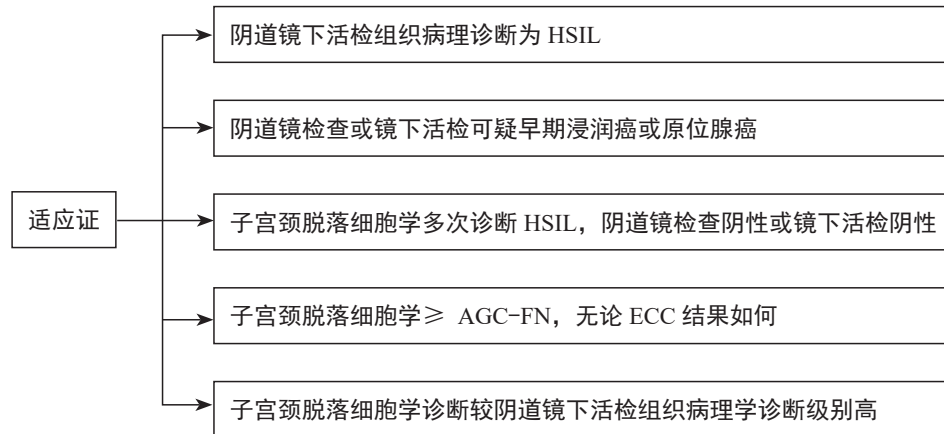 阴道镜下活检组织病理诊断为 HSIL
阴道镜检查或镜下活检可疑早期浸润癌或原位腺癌
适应证
子宫颈脱落细胞学多次诊断 HSIL，阴道镜检查阴性或镜下活检阴性
子宫颈脱落细胞学≥ AGC-FN，无论 ECC 结果如何
子宫颈脱落细胞学诊断较阴道镜下活检组织病理学诊断级别高